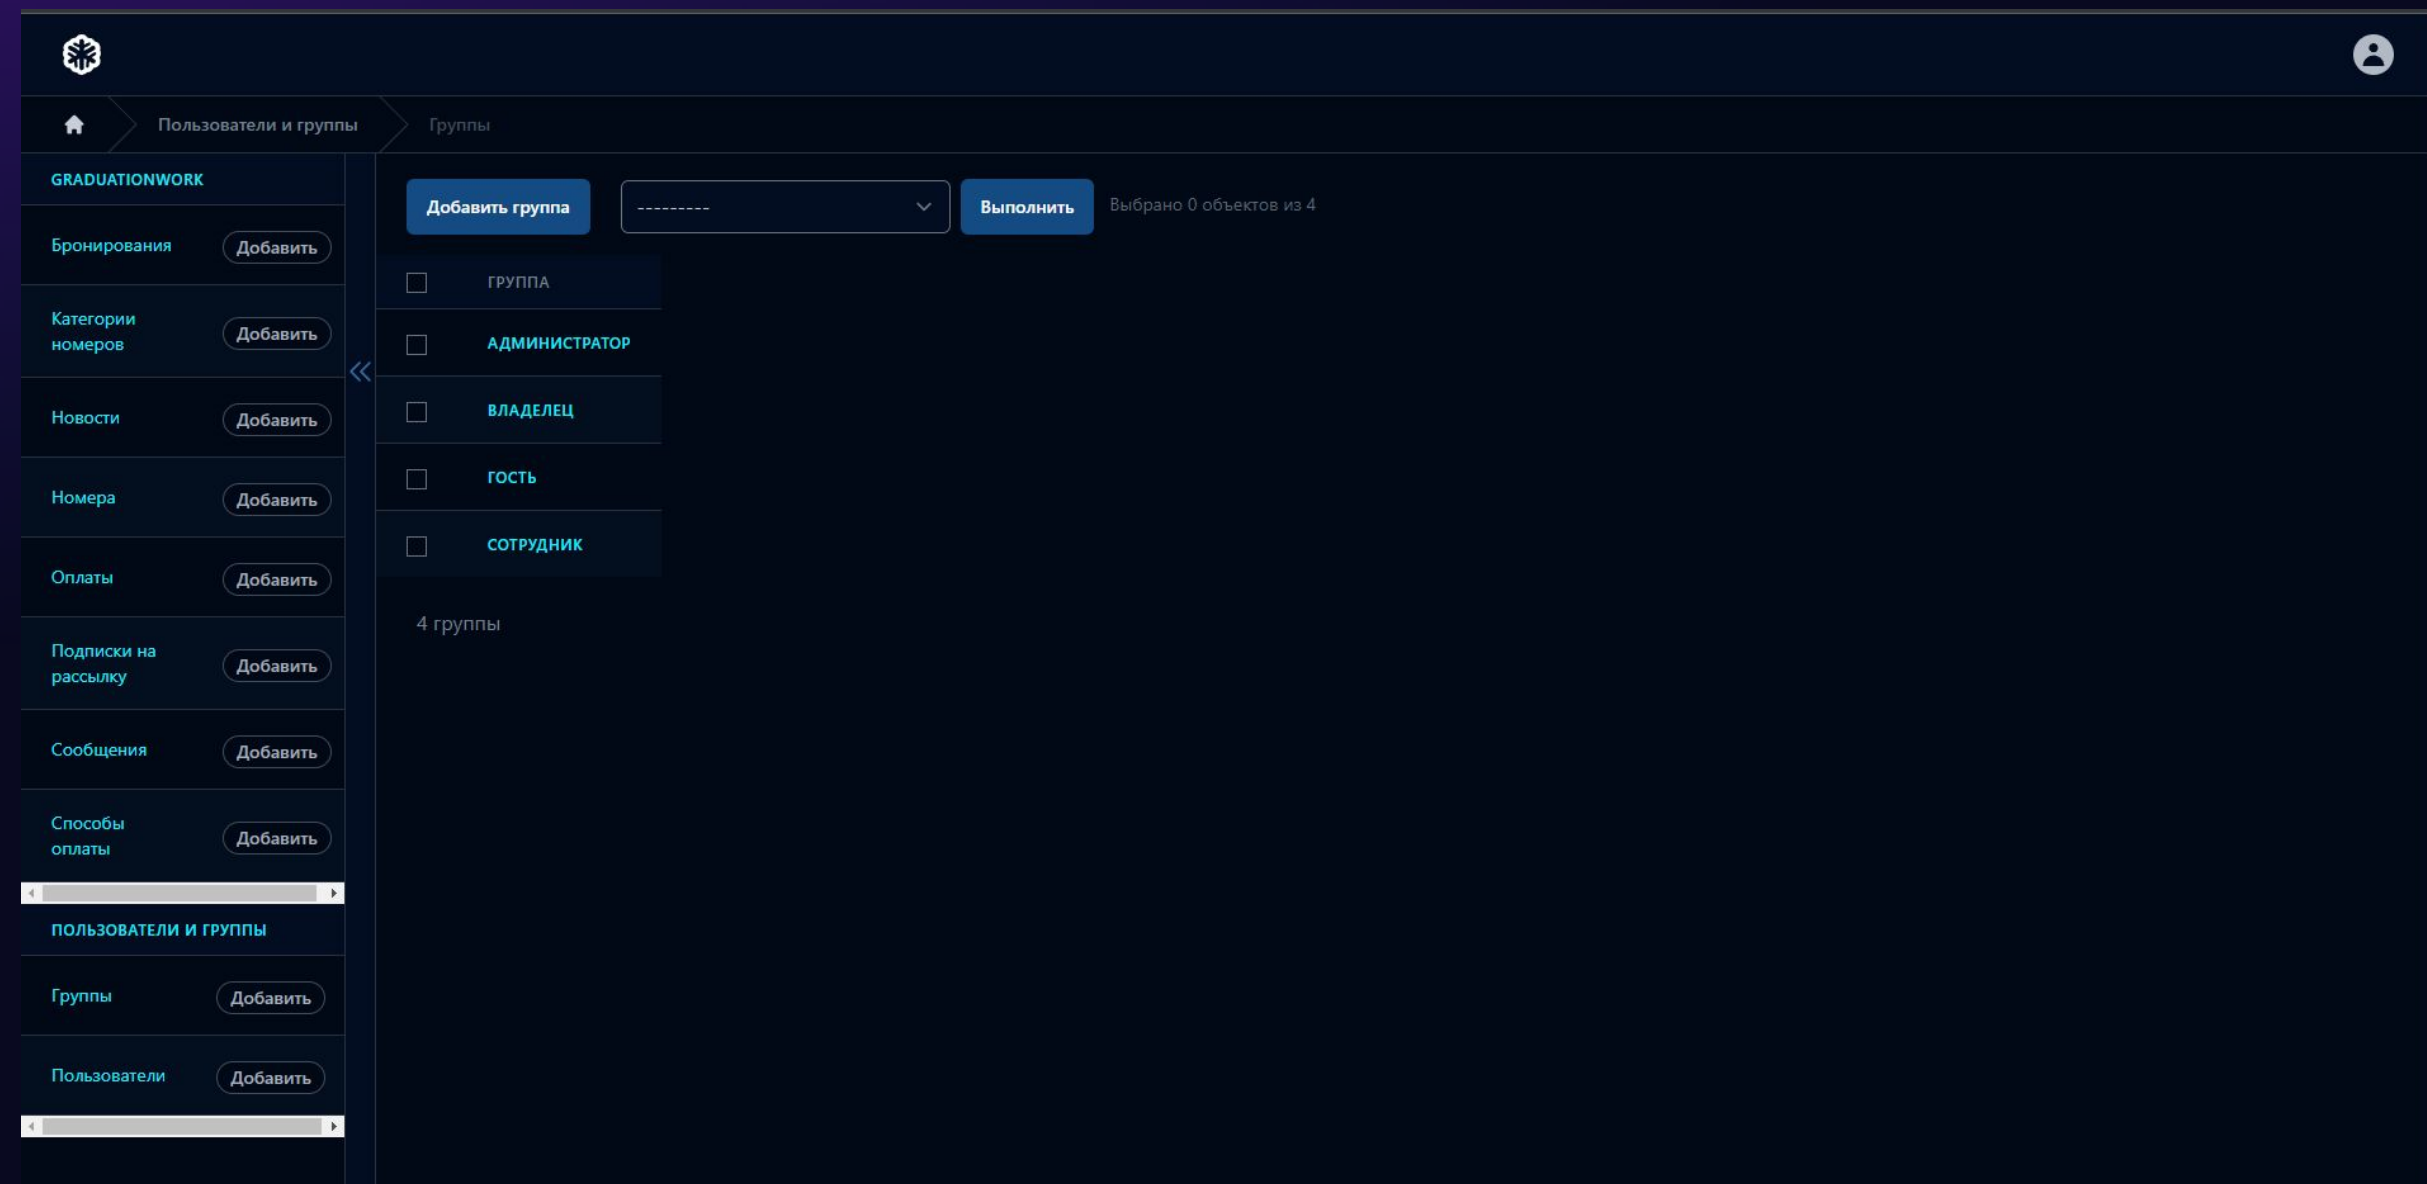 Пользователи и группы
Группы
GRADUATIONWORK
Бронирования
Добавить
Категории
номеров
Добавить
Новости
Добавить
Номера
Добавить
Оплаты
Добавить
Подписки на
рассылку
Добавить
Сообщения
Добавить
Способы
оплаты
Добавить
ПОЛЬЗОВАТЕЛИ И ГРУППЫ
Группы
Добавить
Пользователи
Добавить
Добавить группа
---------
Выполнить
Выбрано 0 объектов из 4
ГРУППА
АДМИНИСТРАТОР
ВЛАДЕЛЕЦ
ГОСТЬ
СОТРУДНИК
4 группы